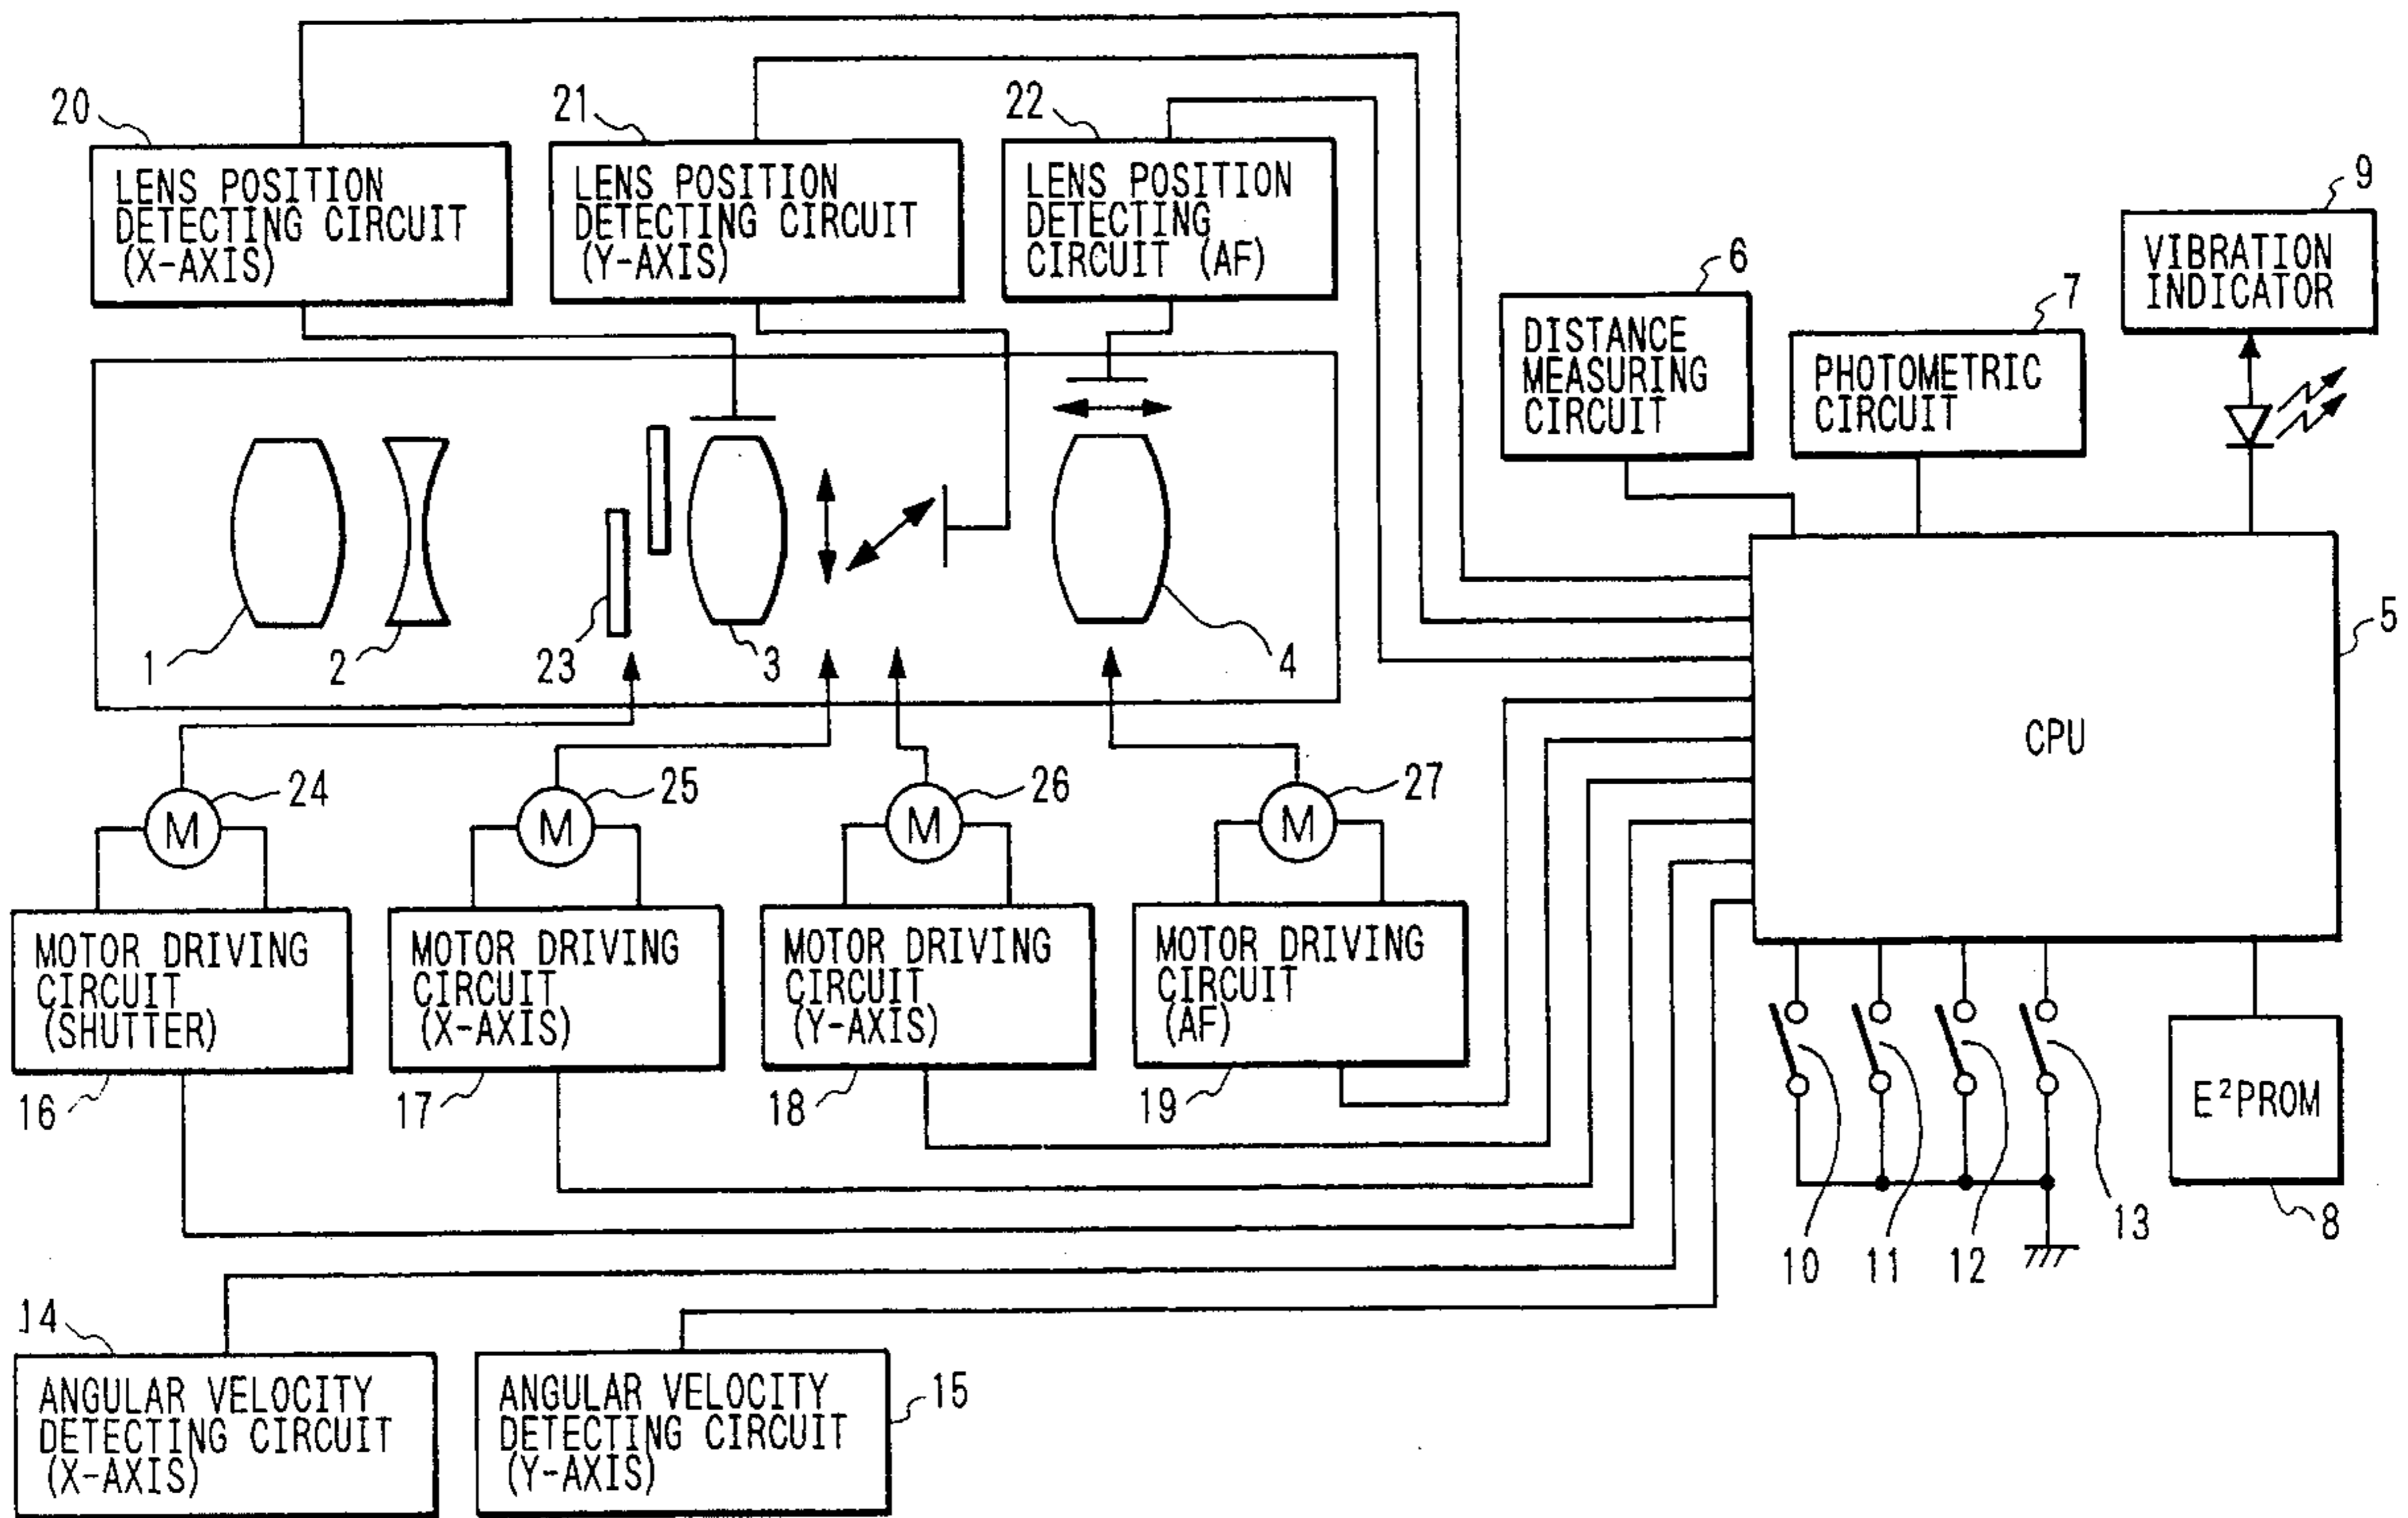 20
LENS POSITION
DETECTING CIRCUIT
(X-AXIS)
21
LENS POSITION
DETECTING CIRCUIT
(Y-AXIS)
22
LENS POSITION
DETECTING
CIRCUIT (AF)
6
DISTANCE
MEASURING
CIRCUIT
7
PHOTOMETRIC
CIRCUIT
9
VIBRATION
INDICATOR
1
2
23
3
4
5
CPU
24
M
25
M
26
M
27
M
MOTOR DRIVING
CIRCUIT
(SHUTTER)
16
MOTOR DRIVING
CIRCUIT
(X-AXIS)
17
MOTOR DRIVING
CIRCUIT
(Y-AXIS)
18
MOTOR DRIVING
CIRCUIT
(AF)
19
10
11
12
13
E²PROM
8
14
ANGULAR VELOCITY
DETECTING CIRCUIT
(X-AXIS)
15
ANGULAR VELOCITY
DETECTING CIRCUIT
(Y-AXIS)